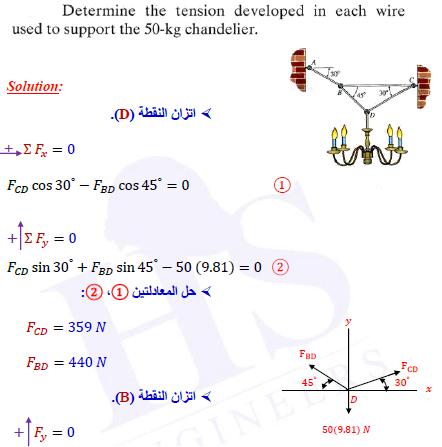 Determine the tension developed in each wire
used to support the 50-kg chandelier.
Solution:
A
30°
B
C
45°
30°
D
➤ اتزان النقطة (D).
+→ Σ Fx = 0
FCD cos 30° − FBD cos 45° = 0 ①
+↑ Σ Fy = 0
FCD sin 30° + FBD sin 45° − 50 (9.81) = 0 ②
➤ حل المعادلتين ①، ②:
FCD = 359 N
FBD = 440 N
➤ اتزان النقطة (B).
+↑ Fy = 0
y
FBD
FCD
45°
30°
x
D
50(9.81) N
HS
ENGINEERS